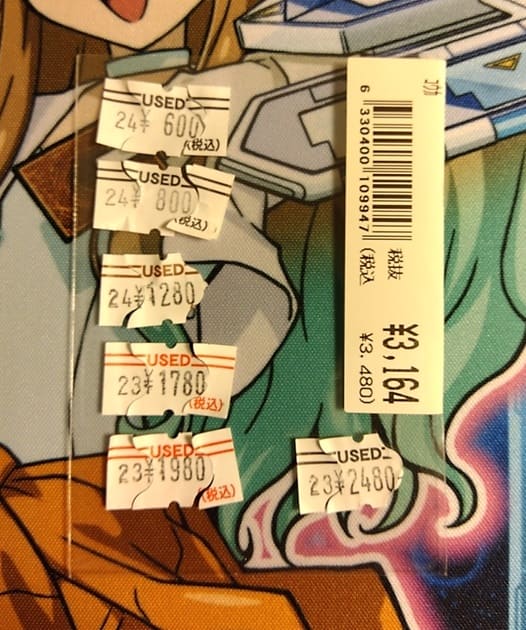 USED
24¥ 600
(税込)
USED
24¥ 800
(税込)
USED
24¥1280
USED
23¥1780
(税込)
USED
23¥1980
(税込)
USED
23¥2480
6 330400 109947
税抜 ¥3,164
(税込 ¥3,480)